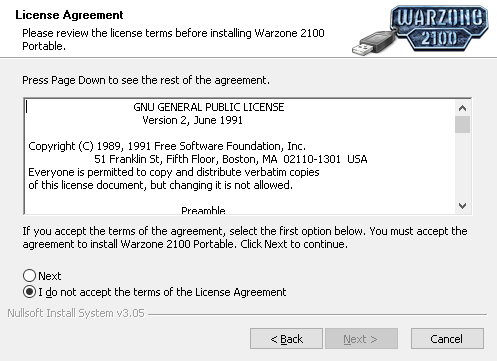 License Agreement
Please review the license terms before installing Warzone 2100
Portable.
WARZONE
2100
Press Page Down to see the rest of the agreement.
GNU GENERAL PUBLIC LICENSE
Version 2, June 1991
Copyright (C) 1989, 1991 Free Software Foundation, Inc.
51 Franklin St, Fifth Floor, Boston, MA 02110-1301 USA
Everyone is permitted to copy and distribute verbatim copies
of this license document, but changing it is not allowed.
Preamble
If you accept the terms of the agreement, select the first option below. You must accept the
agreement to install Warzone 2100 Portable. Click Next to continue.
Next
I do not accept the terms of the License Agreement
Nullsoft Install System v3.05
< Back
Next >
Cancel